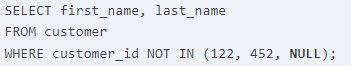 SELECT first_name, last_name
FROM customer
WHERE customer_id NOT IN (122, 452, NULL);